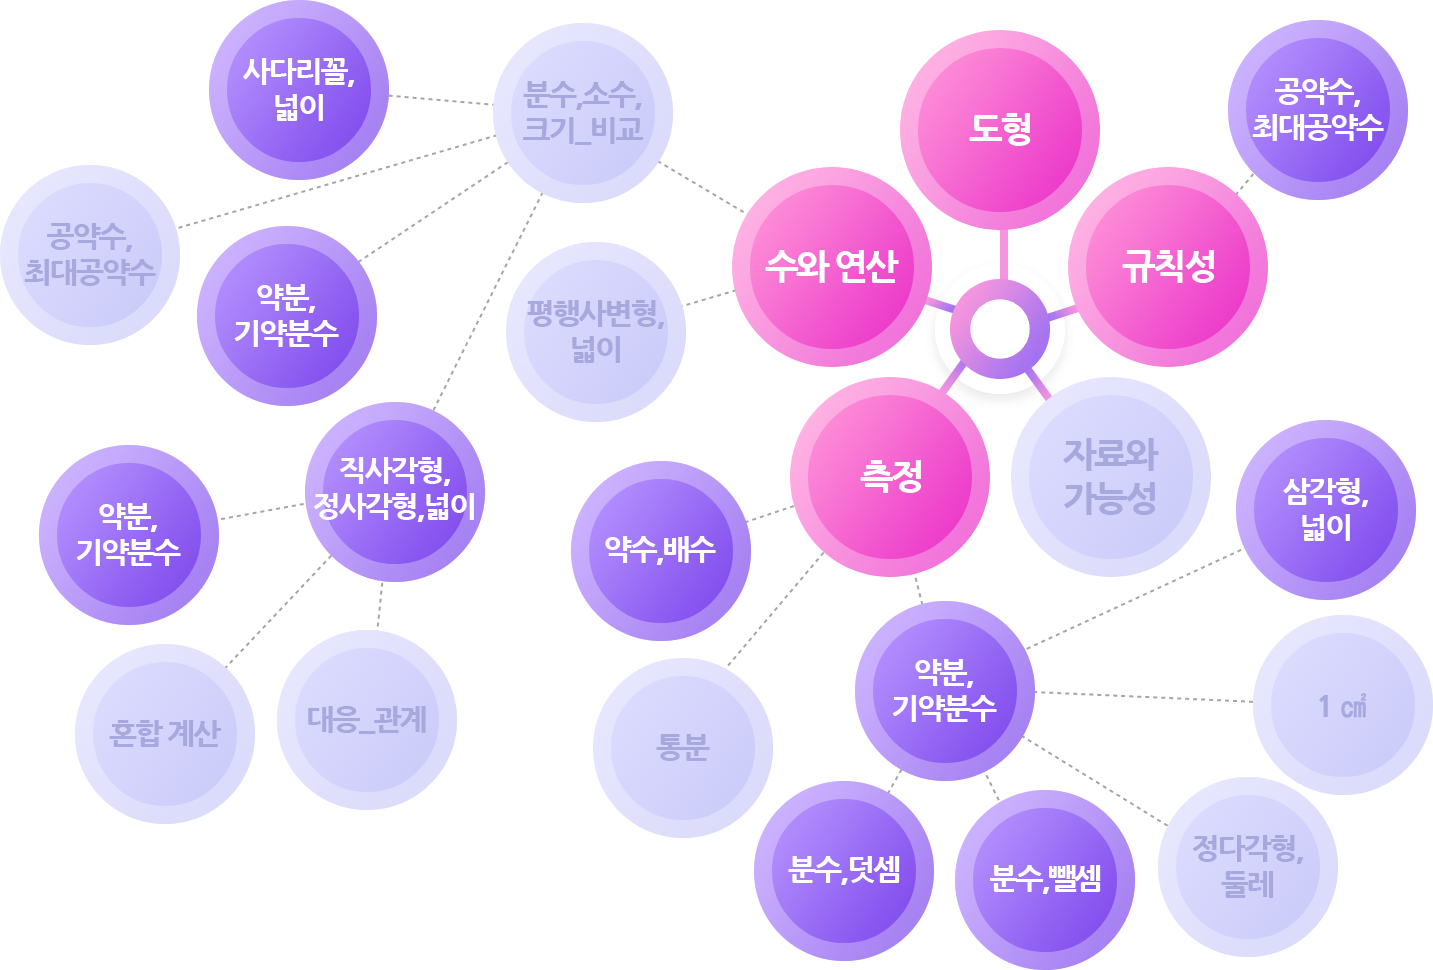 사다리꼴,
넓이
분수,소수,
크기_비교
도형
공약수,
최대공약수
공약수,
최대공약수
약분,
기약분수
평행사변형,
넓이
수와 연산
규칙성
직사각형,
정사각형,넓이
약분,
기약분수
측정
자료와
가능성
삼각형,
넓이
약수,배수
혼합 계산
대응_관계
통분
약분,
기약분수
1 ㎠
분수,덧셈
분수,뺄셈
정다각형,
둘레